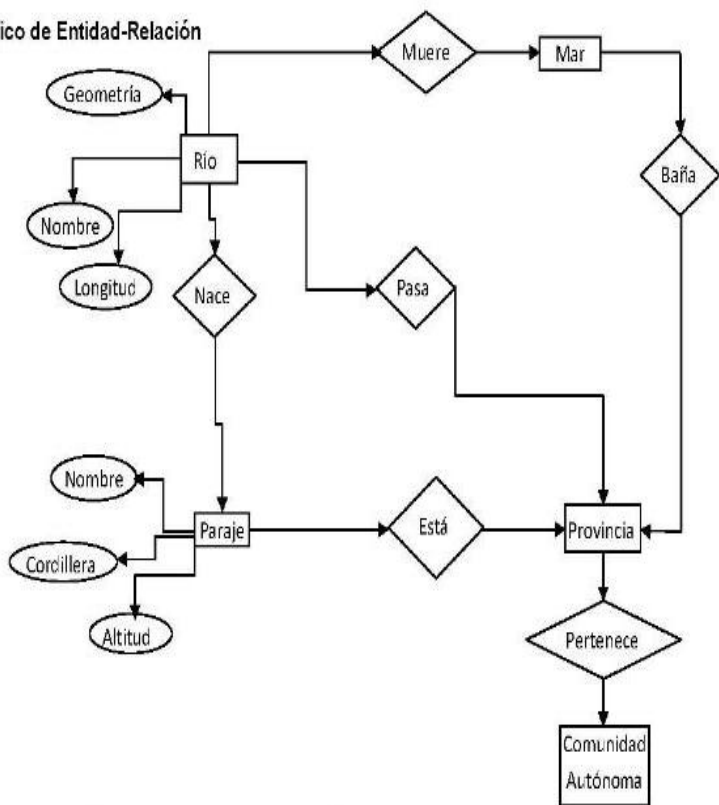 ico de Entidad-Relación
Muere
Mar
Geometría
Río
Baña
Nombre
Longitud
Nace
Pasa
Nombre
Paraje
Está
Provincia
Cordillera
Altitud
Pertenece
Comunidad
Autónoma